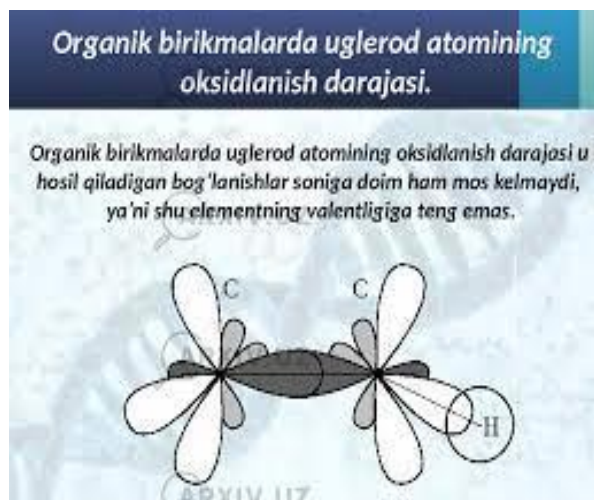 Organik birikmalarda uglerod atomining
oksidlanish darajasi.
Organik birikmalarda uglerod atomining oksidlanish darajasi u
hosil qiladigan bog'lanishlar soniga doim ham mos kelmaydi,
ya'ni shu elementning valentligiga teng emas.
C C
H
ARXIV.UZ